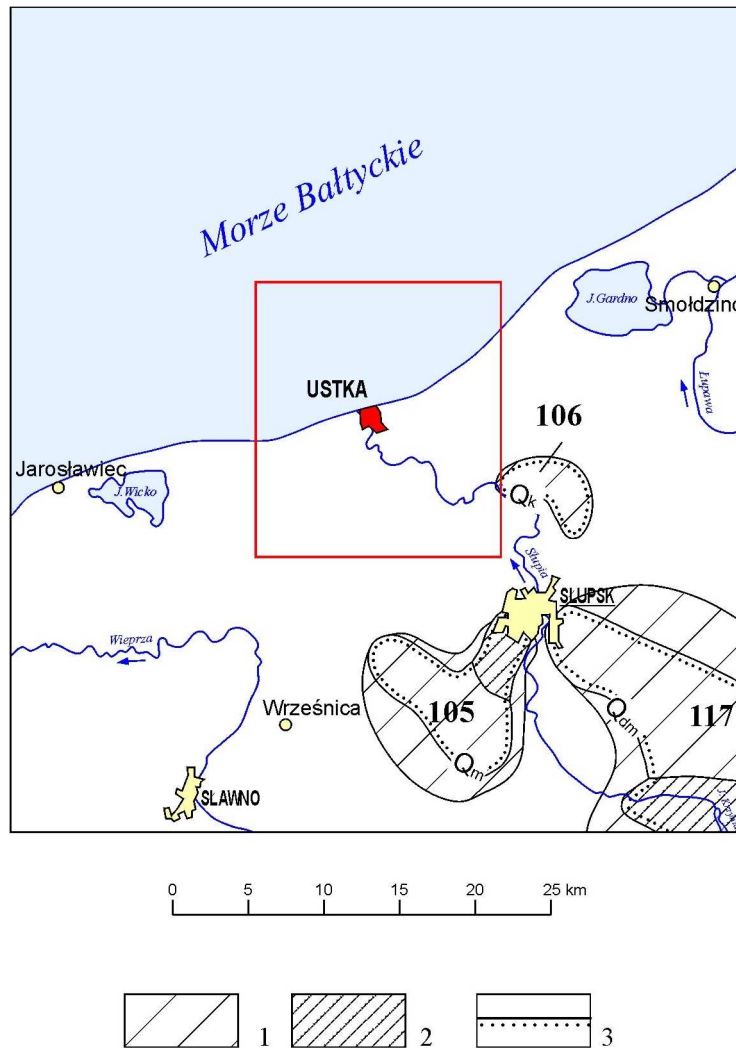 Morze Bałtyckie
J.Gardno
Smołdzino
Łupawa
USTKA
106
Jarosławiec
J.Wicko
Qk
Słupia
SŁUPSK
Wieprza
105
Qdm
117
Wrześnica
Qm
SŁAWNO
0 5 10 15 20 25 km
1 2 3